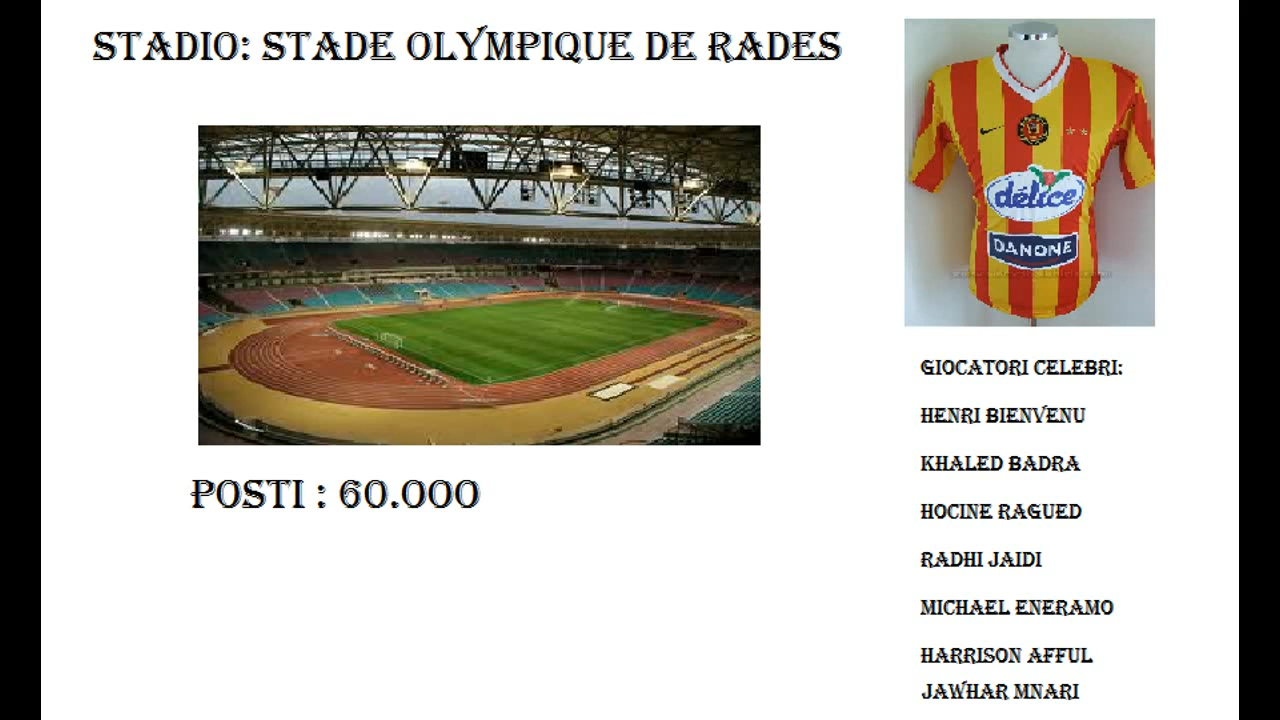 STADIO: STADE OLYMPIQUE DE RADES
délice
DANONE
POSTI : 60.000
GIOCATORI CELEBRI:
HENRI BIENVENU
KHALED BADRA
HOCINE RAGUED
RADHI JAIDI
MICHAEL ENERAMO
HARRISON AFFUL
JAWHAR MNARI